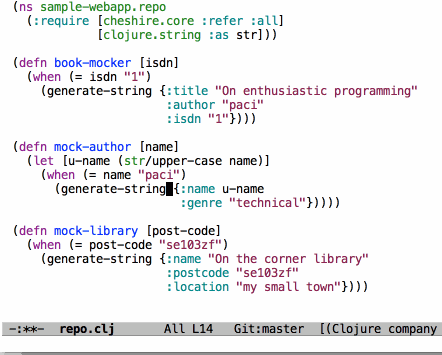 (ns sample-webapp.repo
  (:require [cheshire.core :refer :all]
            [clojure.string :as str]))
(defn book-mocker [isdn]
  (when (= isdn "1")
    (generate-string {:title "On enthusiastic programming"
                      :author "paci"
                      :isdn "1"})))
(defn mock-author [name]
  (let [u-name (str/upper-case name)]
    (when (= name "paci")
      (generate-string {:name u-name
                        :genre "technical"}))))
(defn mock-library [post-code]
  (when (= post-code "se103zf")
    (generate-string {:name "On the corner library"
                      :postcode "se103zf"
                      :location "my small town"})))
-:**-  repo.clj       All L14   Git:master  [(Clojure company